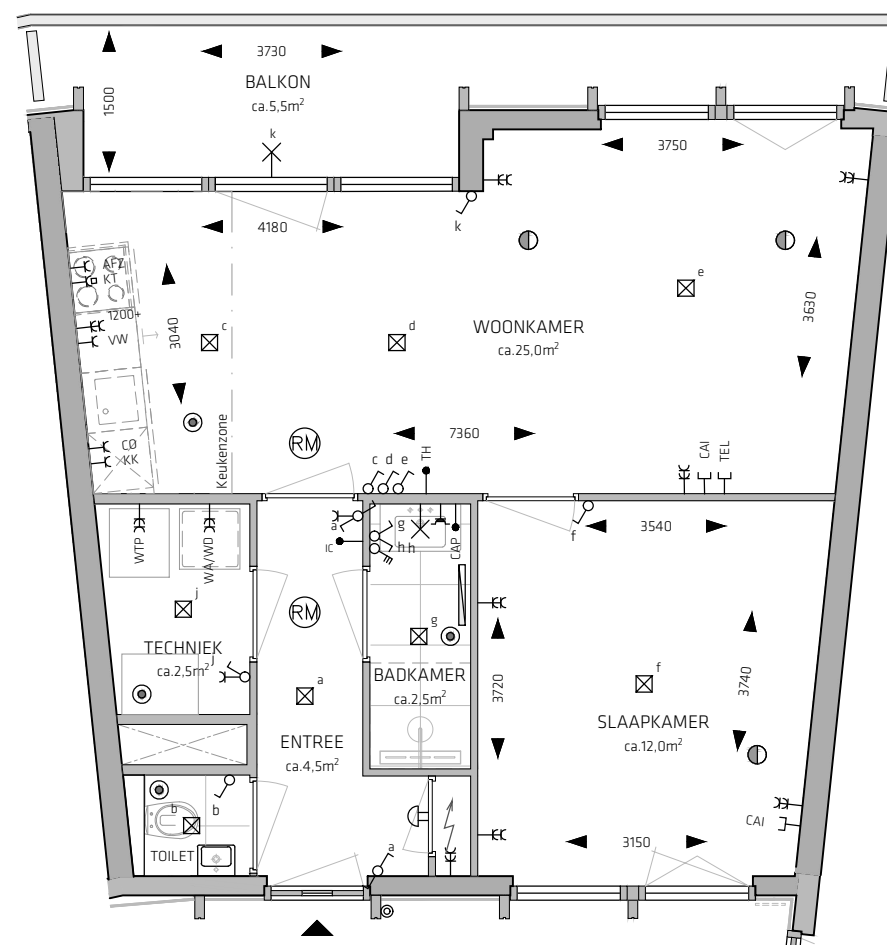 3730
BALKON
ca.5,5m²
1500
k
3750
k
4180
AFZ
KT
1200+
VW
3040
c
d
e
WOONKAMER
ca.25,0m²
3630
Keukenzone
CØ
KK
RM
7360
c d e
TH
CAI
TEL
a
g
h h
IC
CAP
f
3540
WTP
WA/WD
j
RM
g
TECHNIEK
ca.2,5m²
j
a
BADKAMER
ca.2,5m²
3720
f
3740
SLAAPKAMER
ca.12,0m²
ENTREE
ca.4,5m²
b
b
TOILET
a
3150
CAI